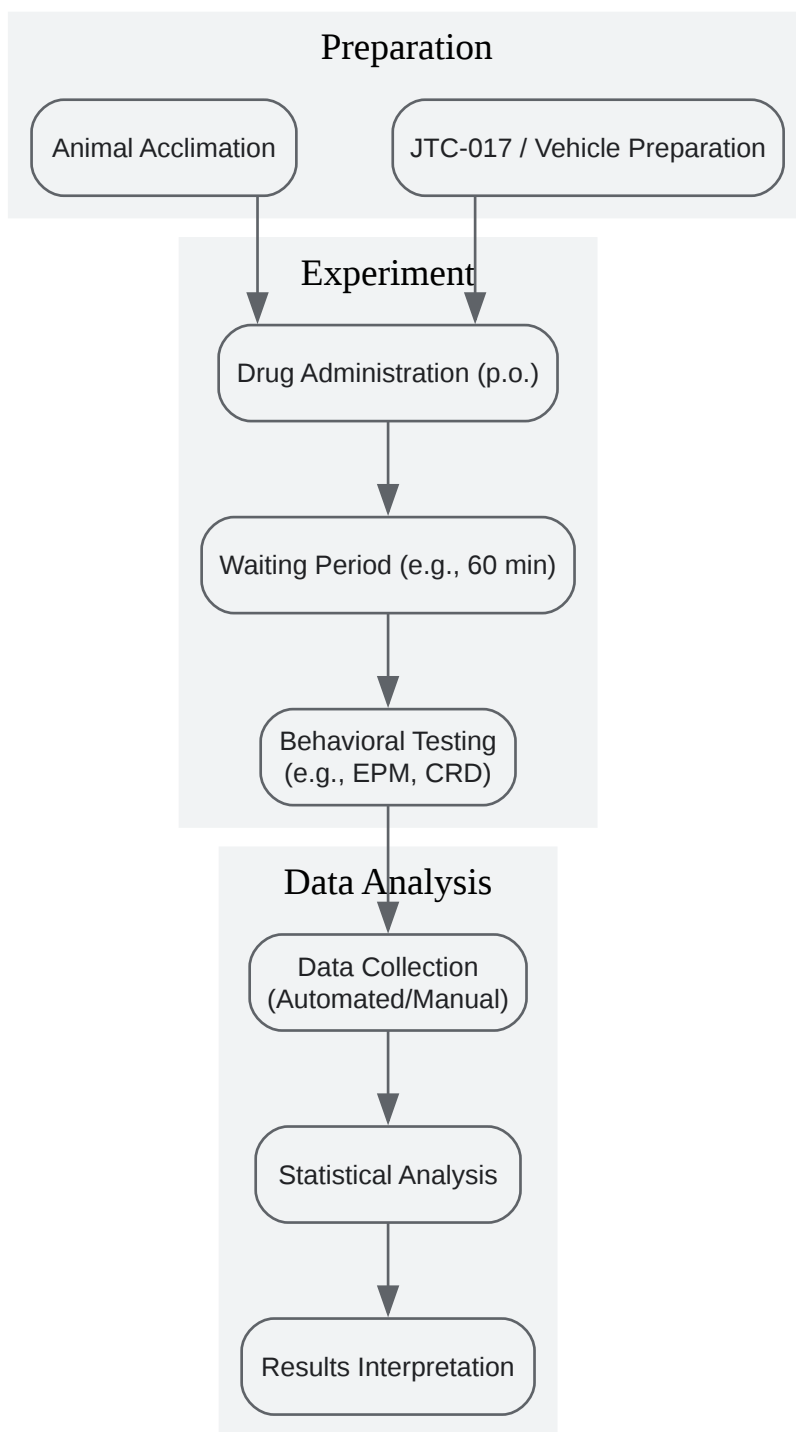 Preparation
Animal Acclimation
JTC-017 / Vehicle Preparation
Experiment
Drug Administration (p.o.)
Waiting Period (e.g., 60 min)
Behavioral Testing
(e.g., EPM, CRD)
Data Analysis
Data Collection
(Automated/Manual)
Statistical Analysis
Results Interpretation